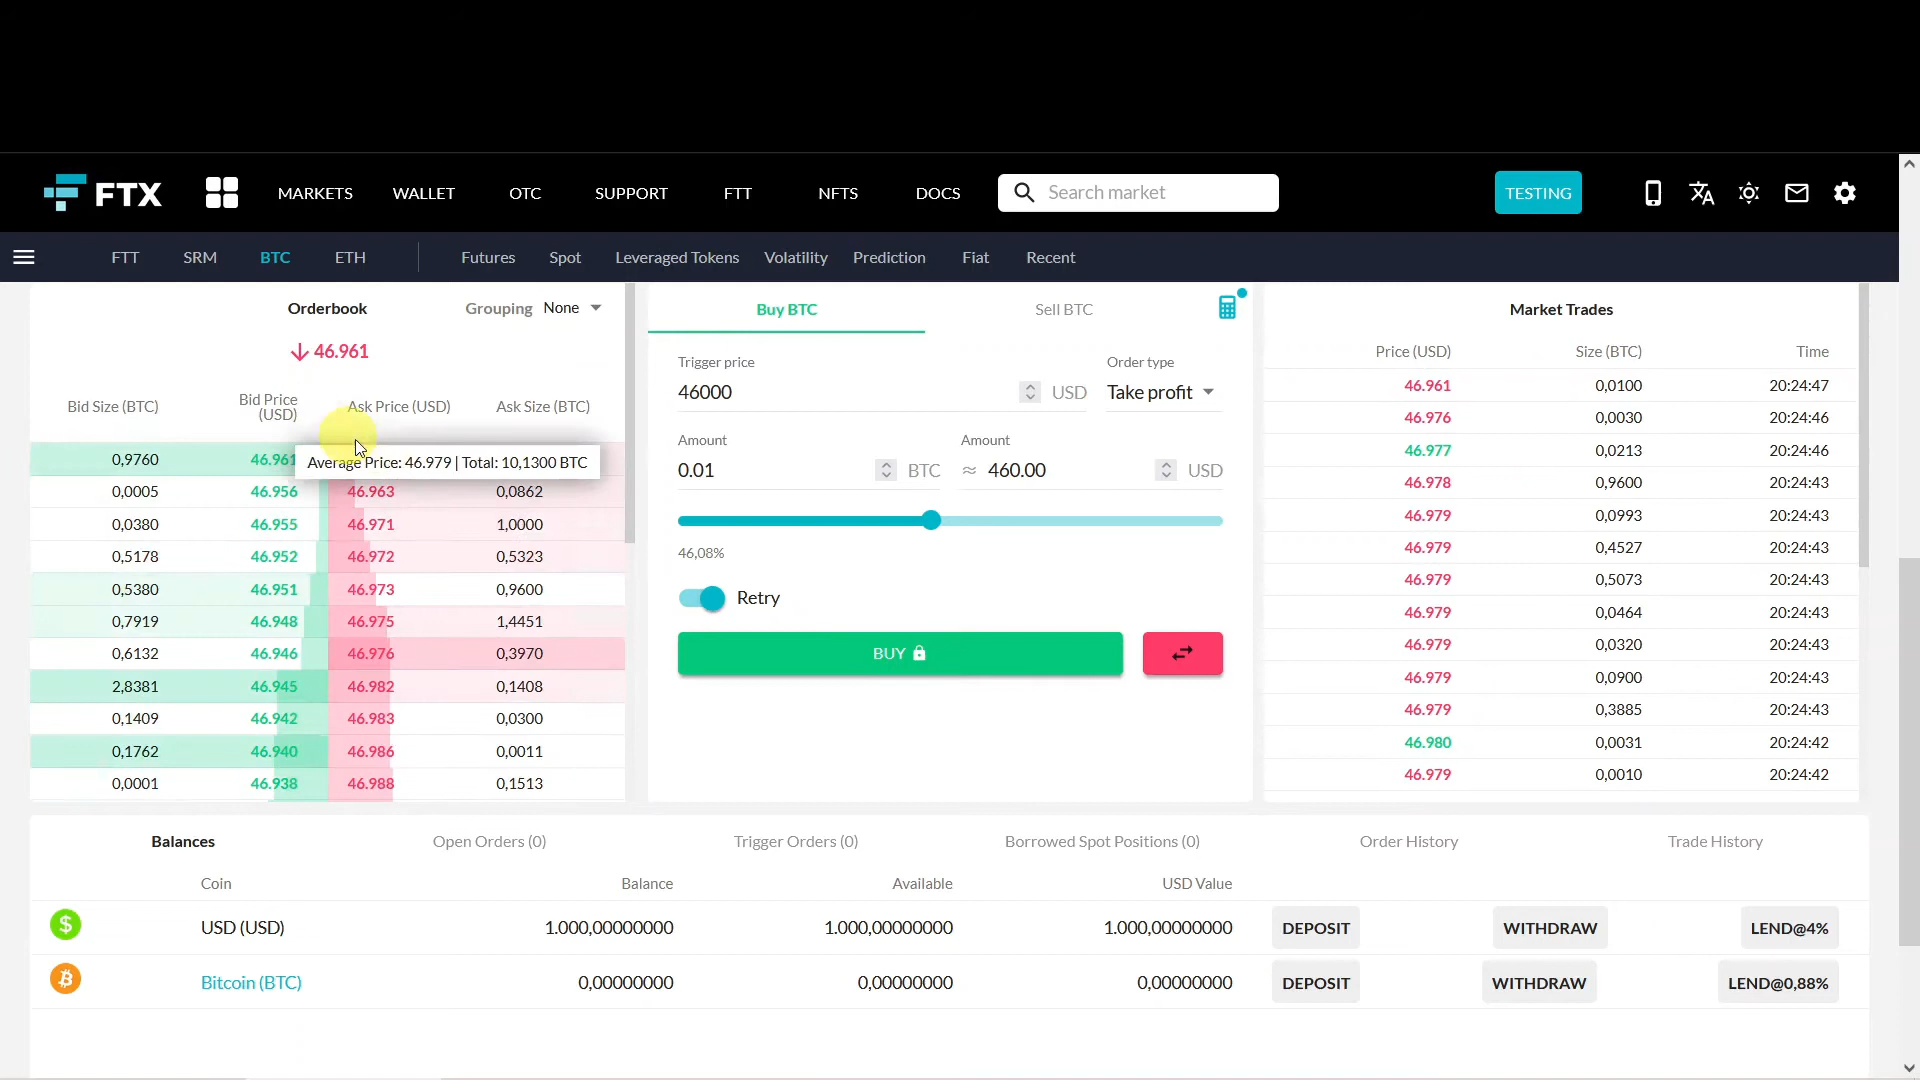 FTX
MARKETS WALLET OTC SUPPORT FTT NFTS DOCS Search market TESTING
FTT SRM BTC ETH Futures Spot Leveraged Tokens Volatility Prediction Fiat Recent
Orderbook Grouping None
46.961
Bid Size (BTC) Bid Price (USD) Ask Price (USD) Ask Size (BTC)
0,9760 46.961
Average Price: 46.979 | Total: 10,1300 BTC
0,0005 46.956 46.963 0,0862
0,0380 46.955 46.971 1,0000
0,5178 46.952 46.972 0,5323
0,5380 46.951 46.973 0,9600
0,7919 46.948 46.975 1,4451
0,6132 46.946 46.976 0,3970
2,8381 46.945 46.982 0,1408
0,1409 46.942 46.983 0,0300
0,1762 46.940 46.986 0,0011
0,0001 46.938 46.988 0,1513
Buy BTC Sell BTC
Trigger price Order type
46000 USD Take profit
Amount Amount
0.01 BTC ≈ 460.00 USD
46,08%
Retry
BUY
Market Trades
Price (USD) Size (BTC) Time
46.961 0,0100 20:24:47
46.976 0,0030 20:24:46
46.977 0,0213 20:24:46
46.978 0,9600 20:24:43
46.979 0,0993 20:24:43
46.979 0,4527 20:24:43
46.979 0,5073 20:24:43
46.979 0,0464 20:24:43
46.979 0,0320 20:24:43
46.979 0,0900 20:24:43
46.979 0,3885 20:24:43
46.980 0,0031 20:24:42
46.979 0,0010 20:24:42
Balances Open Orders (0) Trigger Orders (0) Borrowed Spot Positions (0) Order History Trade History
Coin Balance Available USD Value
USD (USD) 1.000,00000000 1.000,00000000 1.000,00000000 DEPOSIT WITHDRAW LEND@4%
Bitcoin (BTC) 0,00000000 0,00000000 0,00000000 DEPOSIT WITHDRAW LEND@0,88%